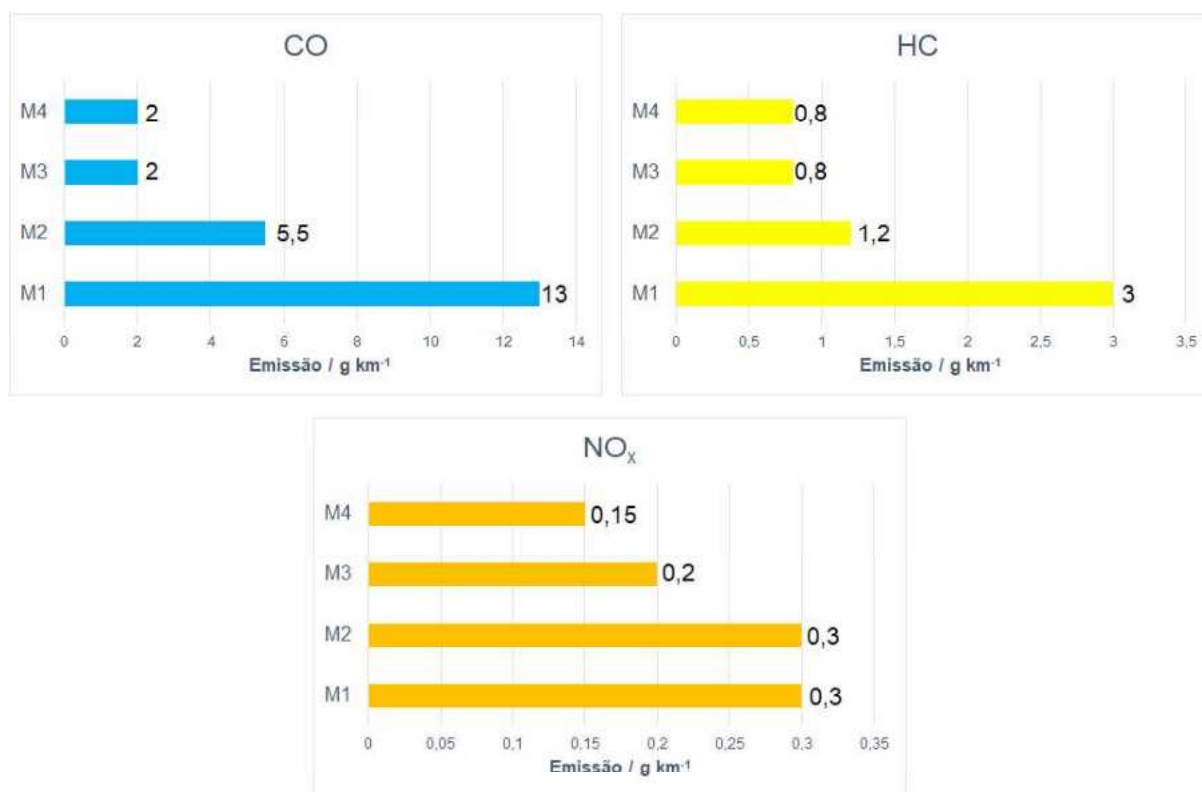 CO
M4 2
M3 2
M2 5,5
M1 13
0 2 4 6 8 10 12 14
Emissão / g km⁻¹
HC
M4 0,8
M3 0,8
M2 1,2
M1 3
0 0,5 1 1,5 2 2,5 3 3,5
Emissão / g km⁻¹
NOₓ
M4 0,15
M3 0,2
M2 0,3
M1 0,3
0 0,05 0,1 0,15 0,2 0,25 0,3 0,35
Emissão / g km⁻¹